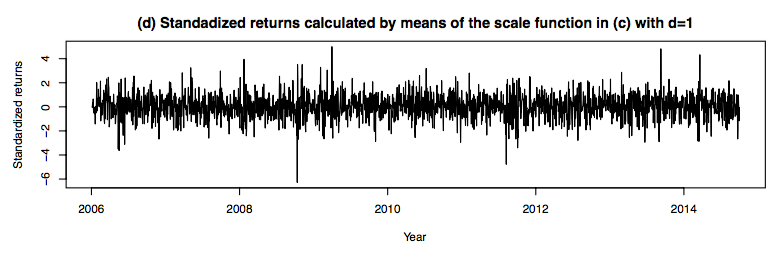 (d) Standadized returns calculated by means of the scale function in (c) with d=1
Standardized returns
4
2
0
-2
-4
-6
2006 2008 2010 2012 2014
Year